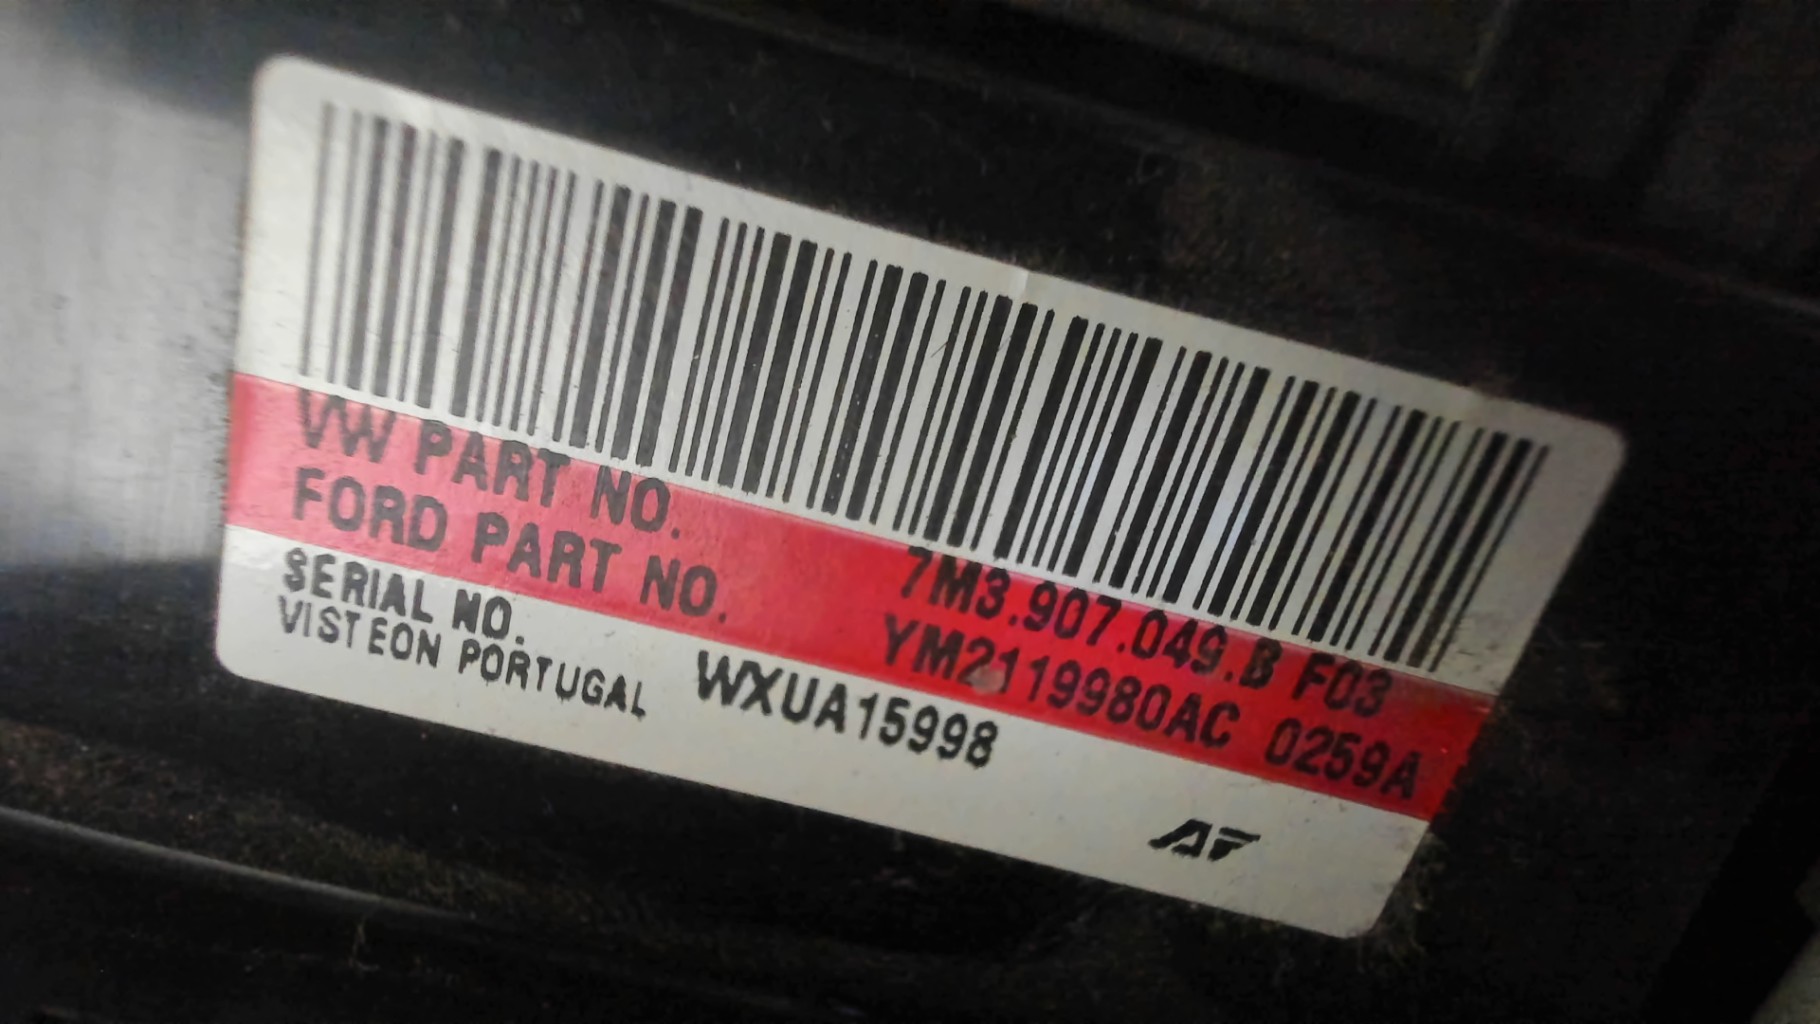 VW PART NO. 7M3.907.049.B F03
FORD PART NO. YM2119980AC 0259A
SERIAL NO. WXUA15998
VISTEON PORTUGAL
AF